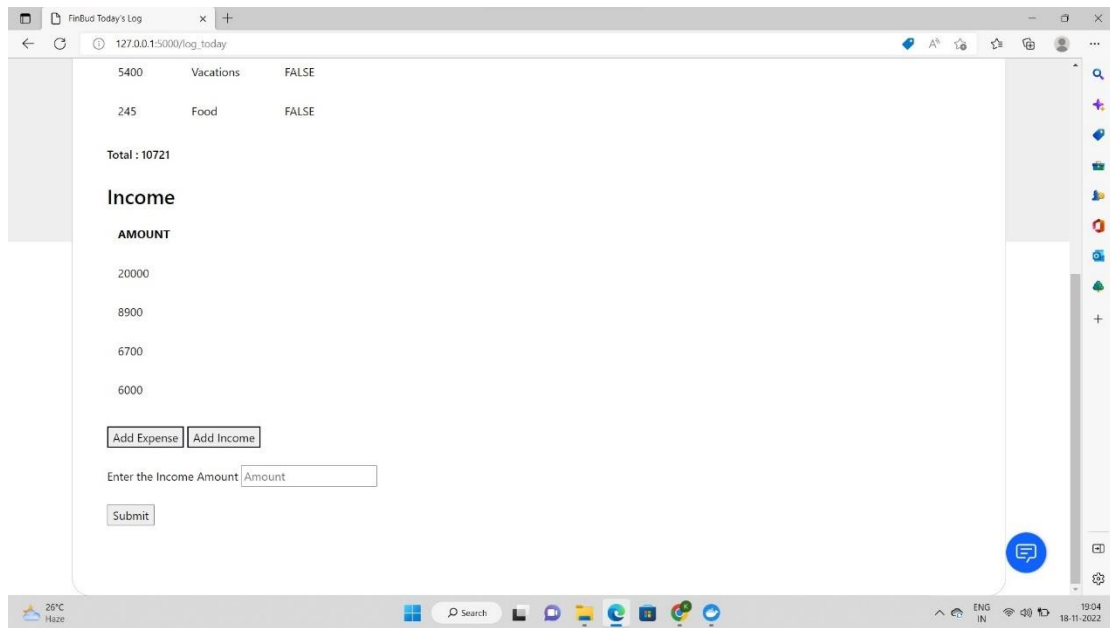 FinBud Today's Log
127.0.0.1:5000/log_today
5400 Vacations FALSE
245 Food FALSE
Total : 10721
Income
AMOUNT
20000
8900
6700
6000
Add Expense Add Income
Enter the Income Amount Amount
Submit
26°C
Haze
Search
ENG
IN
19:04
18-11-2022